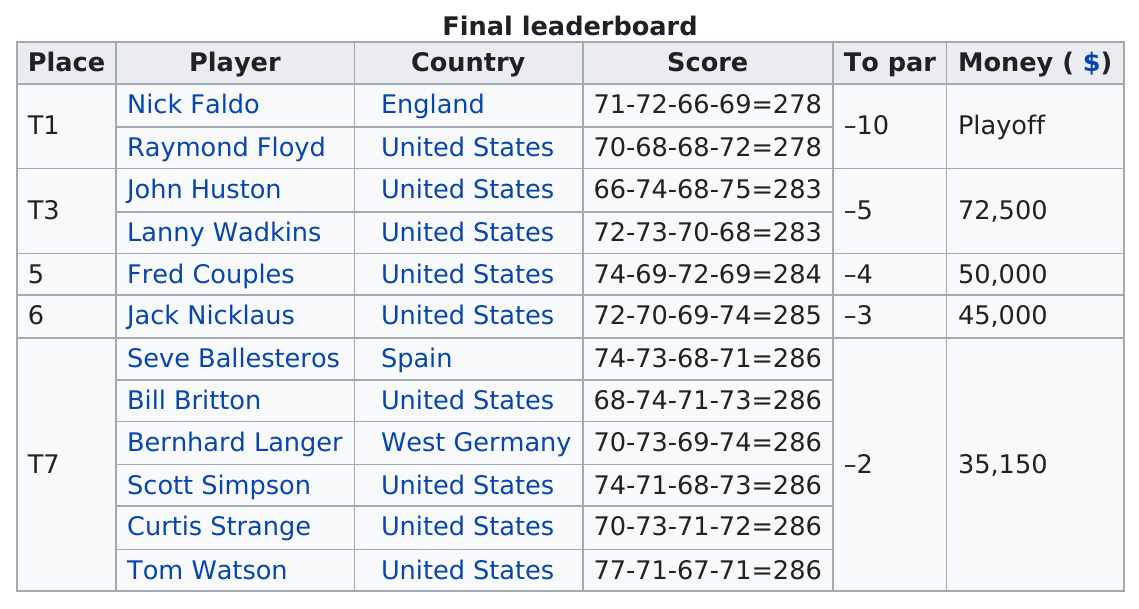 Final leaderboard
Place Player Country Score To par Money ( $)
T1 Nick Faldo England 71-72-66-69=278 –10 Playoff
Raymond Floyd United States 70-68-68-72=278
T3 John Huston United States 66-74-68-75=283 –5 72,500
Lanny Wadkins United States 72-73-70-68=283
5 Fred Couples United States 74-69-72-69=284 –4 50,000
6 Jack Nicklaus United States 72-70-69-74=285 –3 45,000
T7 Seve Ballesteros Spain 74-73-68-71=286 –2 35,150
Bill Britton United States 68-74-71-73=286
Bernhard Langer West Germany 70-73-69-74=286
Scott Simpson United States 74-71-68-73=286
Curtis Strange United States 70-73-71-72=286
Tom Watson United States 77-71-67-71=286